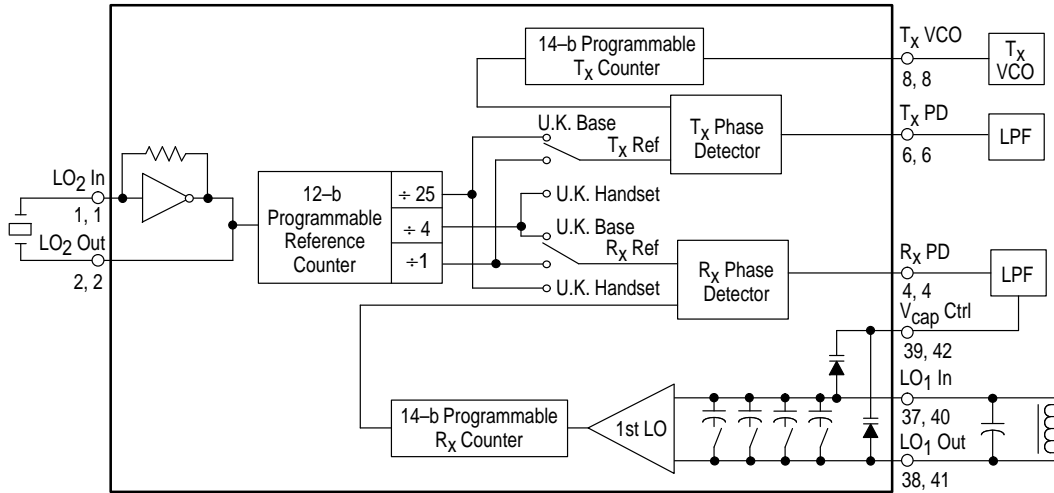 14–b Programmable
Tx Counter
Tx VCO
8, 8
Tx
VCO
U.K. Base
Tx Ref
Tx Phase
Detector
Tx PD
6, 6
LPF
LO2 In
1, 1
LO2 Out
2, 2
12–b
Programmable
Reference
Counter
÷ 25
÷ 4
÷1
U.K. Handset
U.K. Base
Rx Ref
U.K. Handset
Rx Phase
Detector
Rx PD
4, 4
LPF
Vcap Ctrl
39, 42
LO1 In
37, 40
LO1 Out
38, 41
14–b Programmable
Rx Counter
1st LO